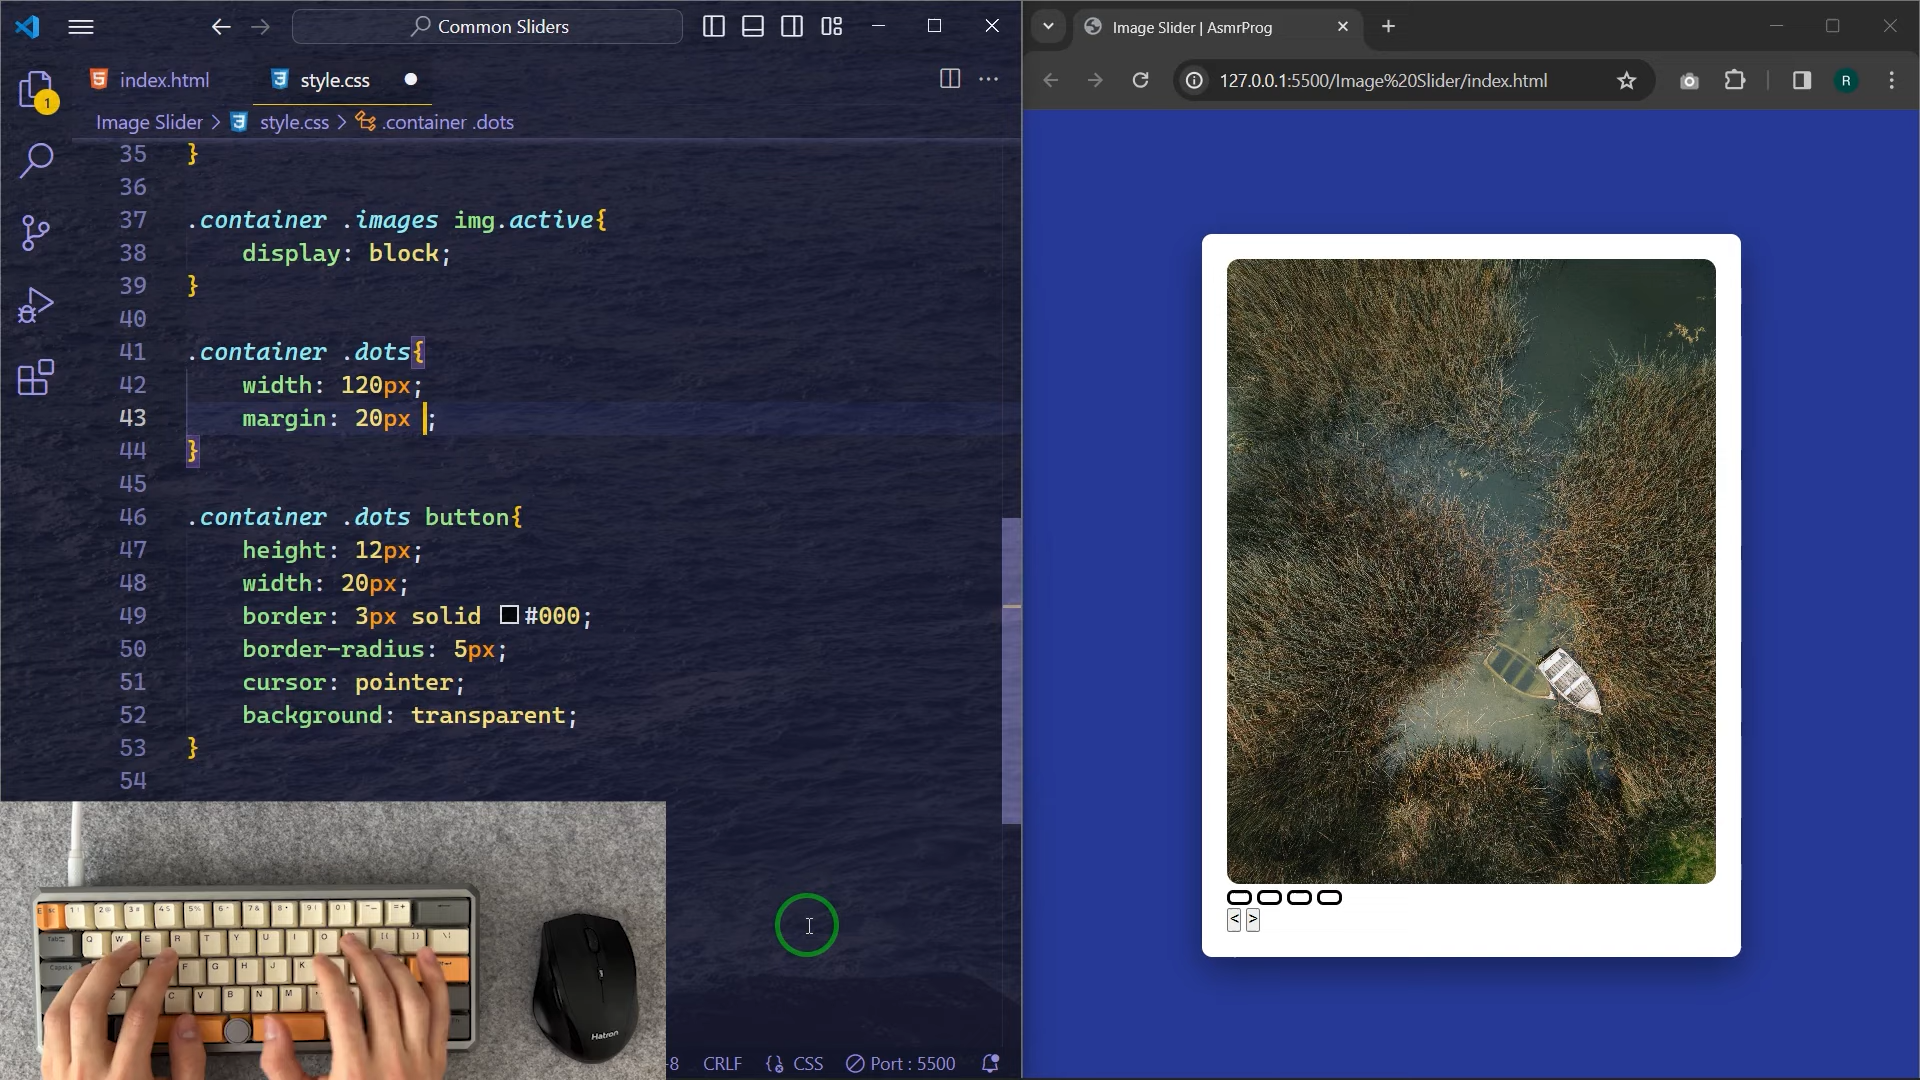 Common Sliders
index.html
style.css
1
Image Slider > style.css > .container .dots
35 }
36
37 .container .images img.active{
38 display: block;
39 }
40
41 .container .dots{
42 width: 120px;
43 margin: 20px ;
44 }
45
46 .container .dots button{
47 height: 12px;
48 width: 20px;
49 border: 3px solid #000;
50 border-radius: 5px;
51 cursor: pointer;
52 background: transparent;
53 }
54
-8 CRLF {} CSS Port : 5500
Image Slider | AsmrProg
127.0.0.1:5500/Image%20Slider/index.html
R
< >
Hatron